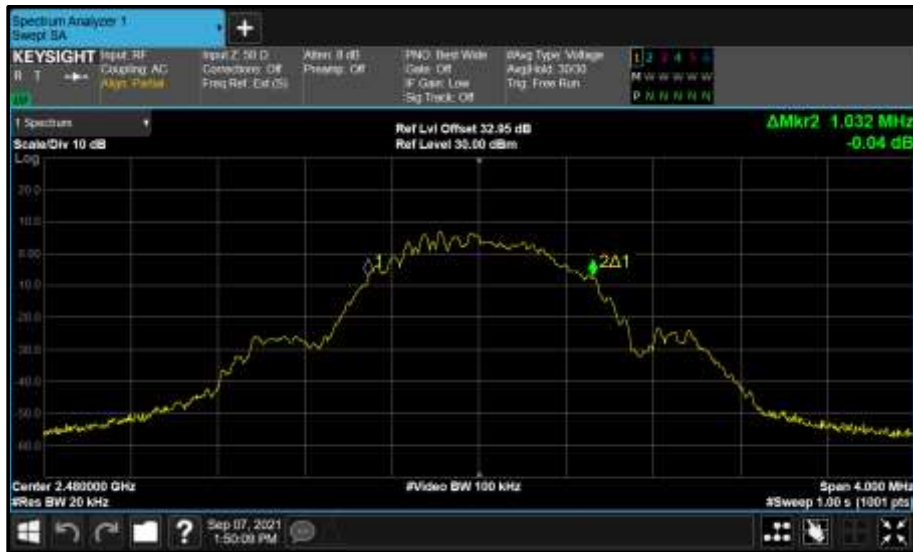 Spectrum Analyzer 1
Swept SA
+
KEYSIGHT
R T
Input: RF
Coupling: AC
Align: Partial
Input Z: 50 Ω
Corrections: Off
Freq Ref: Ext (S)
Atten: 8 dB
Preamp: Off
PNO: Best Wide
Gate: Off
IF Gain: Low
Sig Track: Off
#Avg Type: Voltage
Avg|Hold: 30/30
Trig: Free Run
1 2 3 4 5 6
M W W W W W
P N N N N N
1 Spectrum
Scale/Div 10 dB
Log
Ref Lvl Offset 32.95 dB
Ref Level 30.00 dBm
ΔMkr2 1.032 MHz
-0.04 dB
20.0
10.0
0.00
-10.0
-20.0
-30.0
-40.0
-50.0
-60.0
1
2Δ1
Center 2.480000 GHz
#Res BW 20 kHz
#Video BW 100 kHz
Span 4.000 MHz
#Sweep 1.00 s (1001 pts)
?
Sep 07, 2021
1:50:09 PM